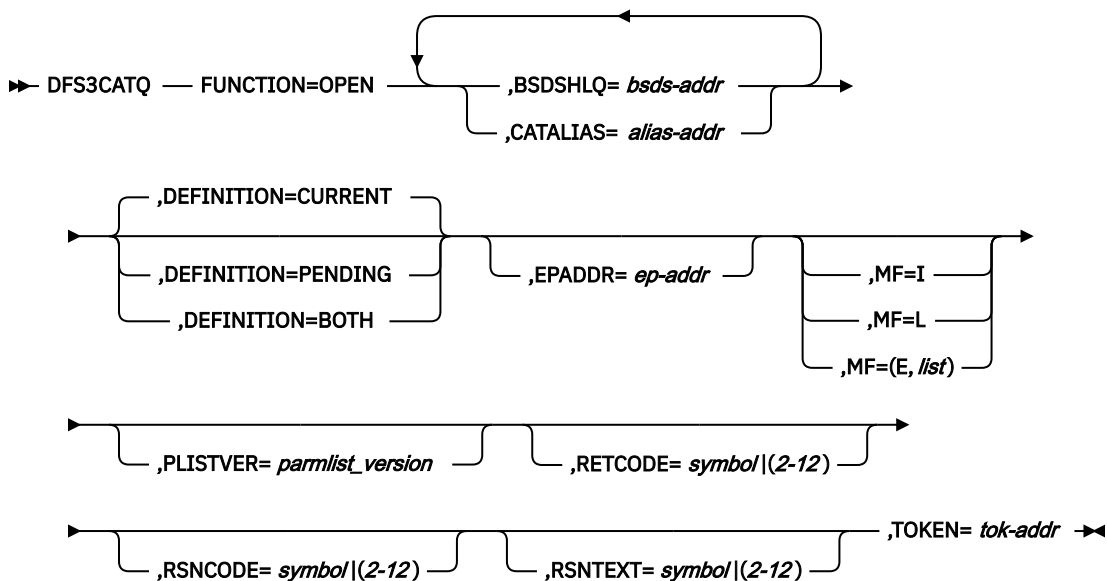 DFS3CATQ FUNCTION=OPEN ,BSDSHLQ= bsds-addr
,CATALIAS= alias-addr
,DEFINITION=CURRENT
,DEFINITION=PENDING
,DEFINITION=BOTH
,EPADDR= ep-addr
,MF=I
,MF=L
,MF=(E, list)
,PLISTVER= parmlist_version
,RETCODE= symbol|(2-12)
,RSNCODE= symbol|(2-12)
,RSNTEXT= symbol|(2-12)
,TOKEN= tok-addr